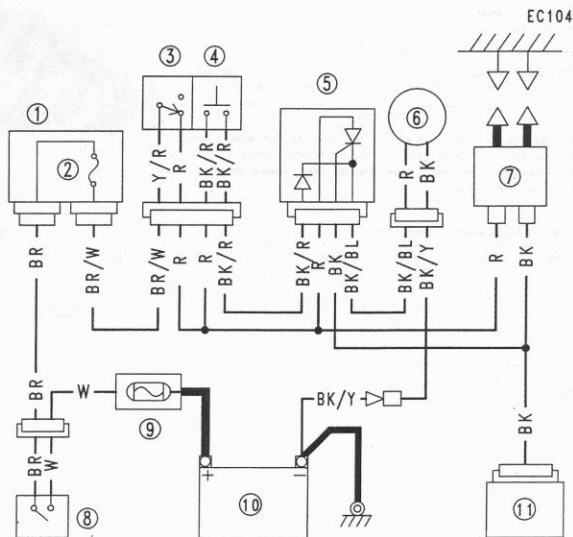 EC104
③ ④
⑤
① ⑥
② ⑦
Y/R R BK/R BK/R
R BK
BR BR/W BR/W R R BK/R BK/R R BK BK/BL BK/BL BK/Y R BK
BR W BK/Y BK
⑨
BR W
⑧ + − ⑩ ⑪